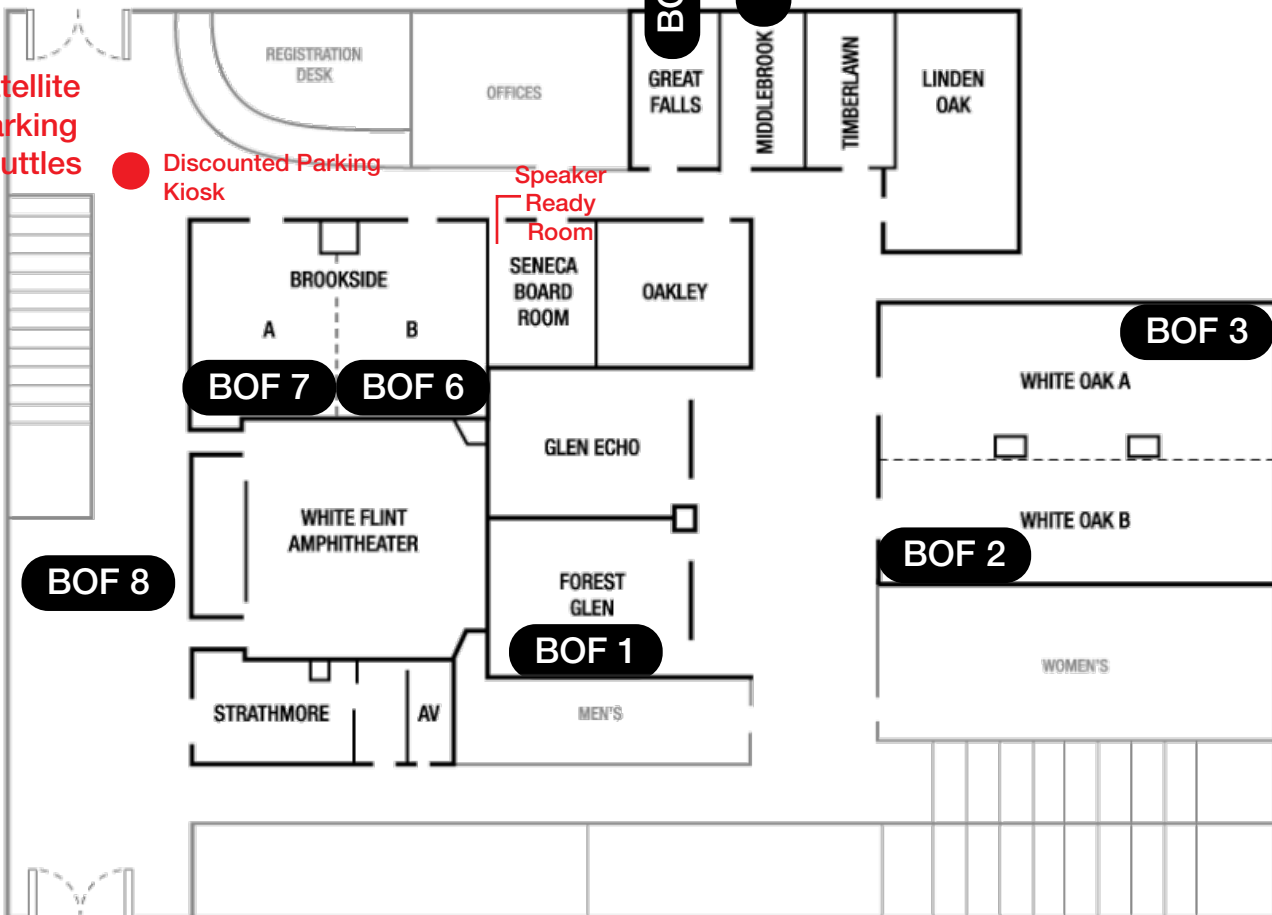 BO
REGISTRATION
DESK
OFFICES
GREAT
FALLS
MIDDLEBROOK
TIMBERLAWN
LINDEN
OAK
tellite
arking
uttles
Discounted Parking
Kiosk
Speaker
Ready
Room
BROOKSIDE
A
B
SENECA
BOARD
ROOM
OAKLEY
BOF 7
BOF 6
BOF 3
WHITE OAK A
GLEN ECHO
WHITE FLINT
AMPHITHEATER
WHITE OAK B
BOF 2
BOF 8
FOREST
GLEN
BOF 1
WOMEN'S
STRATHMORE
AV
MEN'S